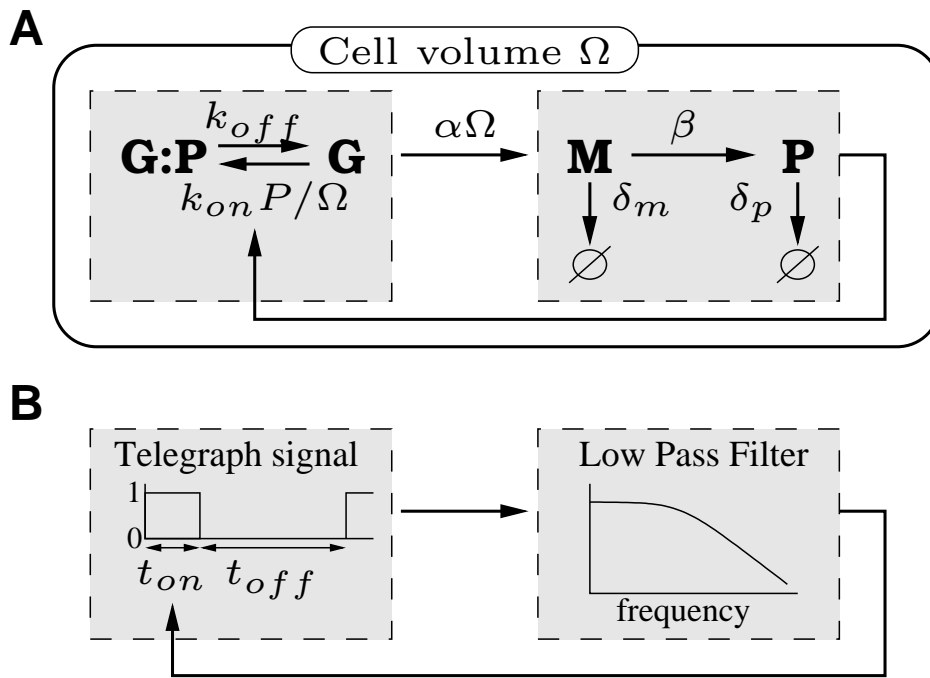 A
Cell volume Ω
k_off
G:P G
k_on P/Ω
αΩ
β
M P
δ_m δ_p
∅ ∅
B
Telegraph signal
1
0
t_on t_off
Low Pass Filter
frequency